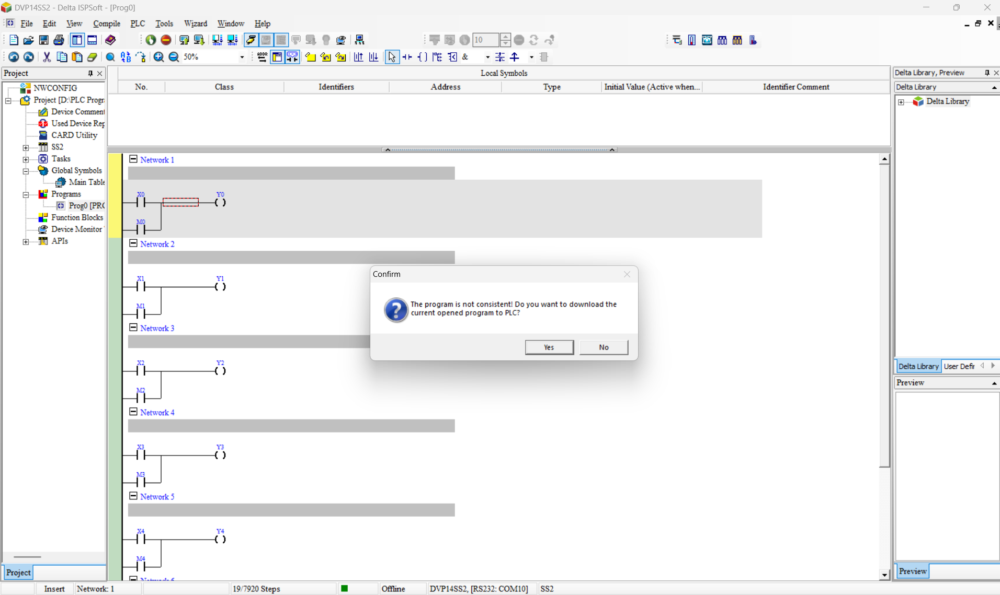 DVP14SS2 - Delta ISPSoft - [Prog0]
File Edit View Compile PLC Tools Wizard Window Help
10
50%
ADDR
&
Project
NWCONFIG
Project [D:\PLC Progr
Device Comment
Used Device Rep
CARD Utility
SS2
Tasks
Global Symbols
Main Table
Programs
Prog0 [PRO
Function Blocks
Device Monitor
APIs
Project
Local Symbols
No. Class Identifiers Address Type Initial Value (Active when... Identifier Comment
Network 1
X0 Y0
M0
Network 2
X1 Y1
M1
Network 3
X2 Y2
M2
Network 4
X3 Y3
M3
Network 5
X4 Y4
M4
Network 6
Confirm
The program is not consistent! Do you want to download the
current opened program to PLC?
Yes No
Delta Library, Preview
Delta Library
Delta Library
Delta Library User Defin
Preview
Preview
Insert Network: 1 19/7920 Steps Offline DVP14SS2, [RS232: COM10] SS2